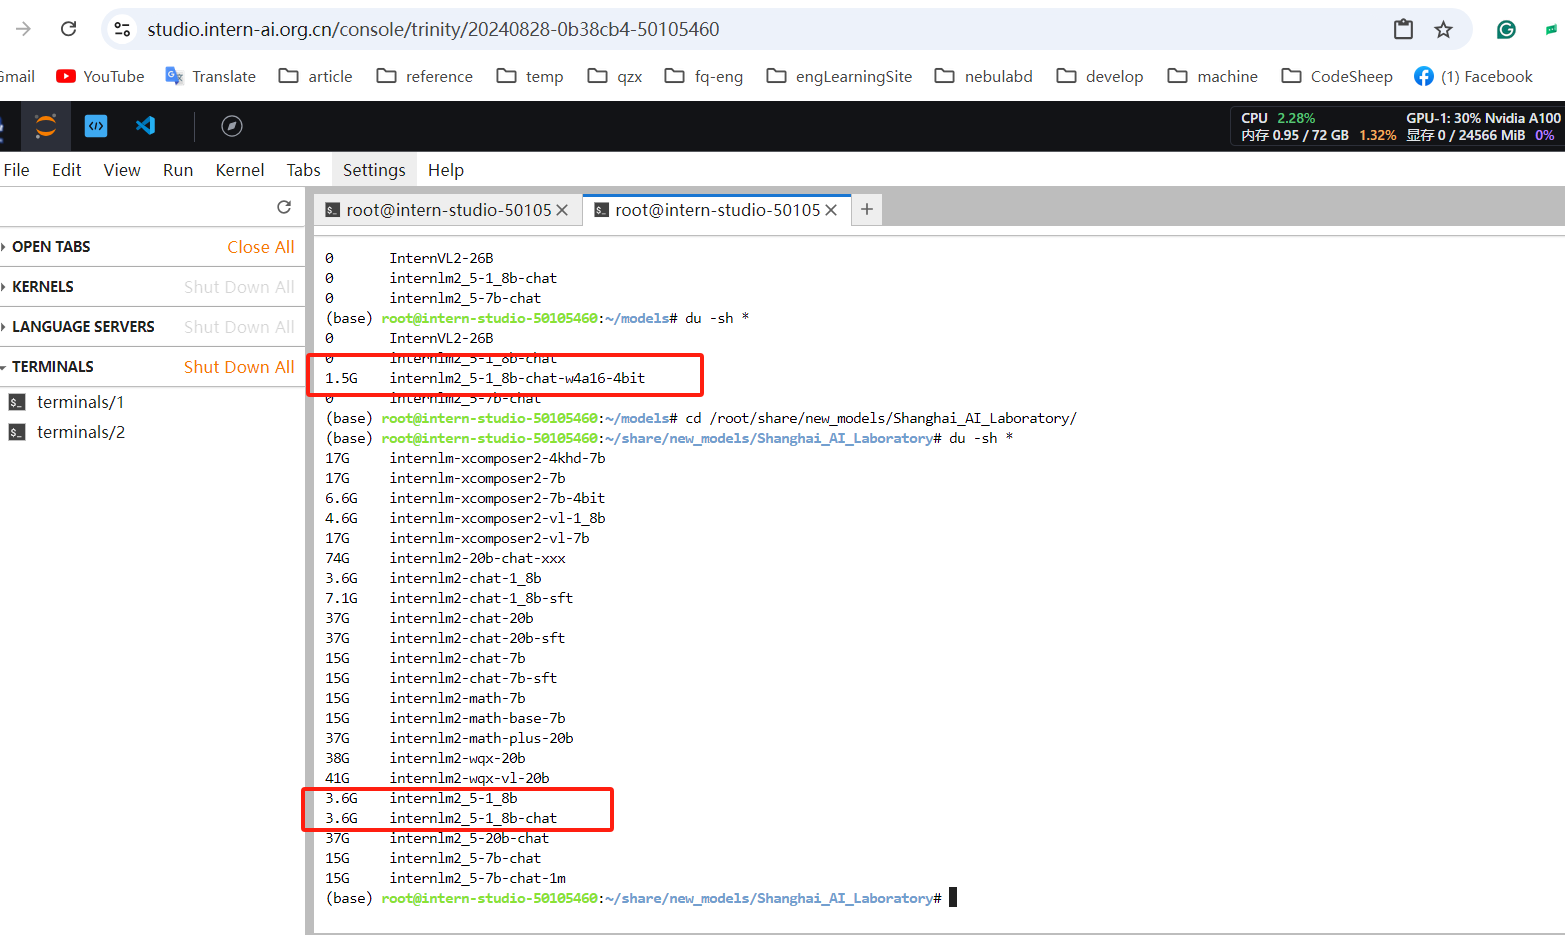 studio.intern-ai.org.cn/console/trinity/20240828-0b38cb4-50105460
Gmail YouTube Translate article reference temp qzx fq-eng engLearningSite nebulabd develop machine CodeSheep (1) Facebook
CPU 2.28% GPU-1: 30% Nvidia A100
内存 0.95 / 72 GB 1.32% 显存 0 / 24566 MiB 0%
File Edit View Run Kernel Tabs Settings Help
root@intern-studio-50105 root@intern-studio-50105
OPEN TABS Close All
KERNELS Shut Down All
LANGUAGE SERVERS Shut Down All
TERMINALS Shut Down All
terminals/1
terminals/2
0 InternVL2-26B
0 internlm2_5-1_8b-chat
0 internlm2_5-7b-chat
(base) root@intern-studio-50105460:~/models# du -sh *
0 InternVL2-26B
0 internlm2_5-1_8b-chat
1.5G internlm2_5-1_8b-chat-w4a16-4bit
0 internlm2_5-7b-chat
(base) root@intern-studio-50105460:~/models# cd /root/share/new_models/Shanghai_AI_Laboratory/
(base) root@intern-studio-50105460:~/share/new_models/Shanghai_AI_Laboratory# du -sh *
17G internlm-xcomposer2-4khd-7b
17G internlm-xcomposer2-7b
6.6G internlm-xcomposer2-7b-4bit
4.6G internlm-xcomposer2-vl-1_8b
17G internlm-xcomposer2-vl-7b
74G internlm2-20b-chat-xxx
3.6G internlm2-chat-1_8b
7.1G internlm2-chat-1_8b-sft
37G internlm2-chat-20b
37G internlm2-chat-20b-sft
15G internlm2-chat-7b
15G internlm2-chat-7b-sft
15G internlm2-math-7b
15G internlm2-math-base-7b
37G internlm2-math-plus-20b
38G internlm2-wqx-20b
41G internlm2-wqx-vl-20b
3.6G internlm2_5-1_8b
3.6G internlm2_5-1_8b-chat
37G internlm2_5-20b-chat
15G internlm2_5-7b-chat
15G internlm2_5-7b-chat-1m
(base) root@intern-studio-50105460:~/share/new_models/Shanghai_AI_Laboratory#